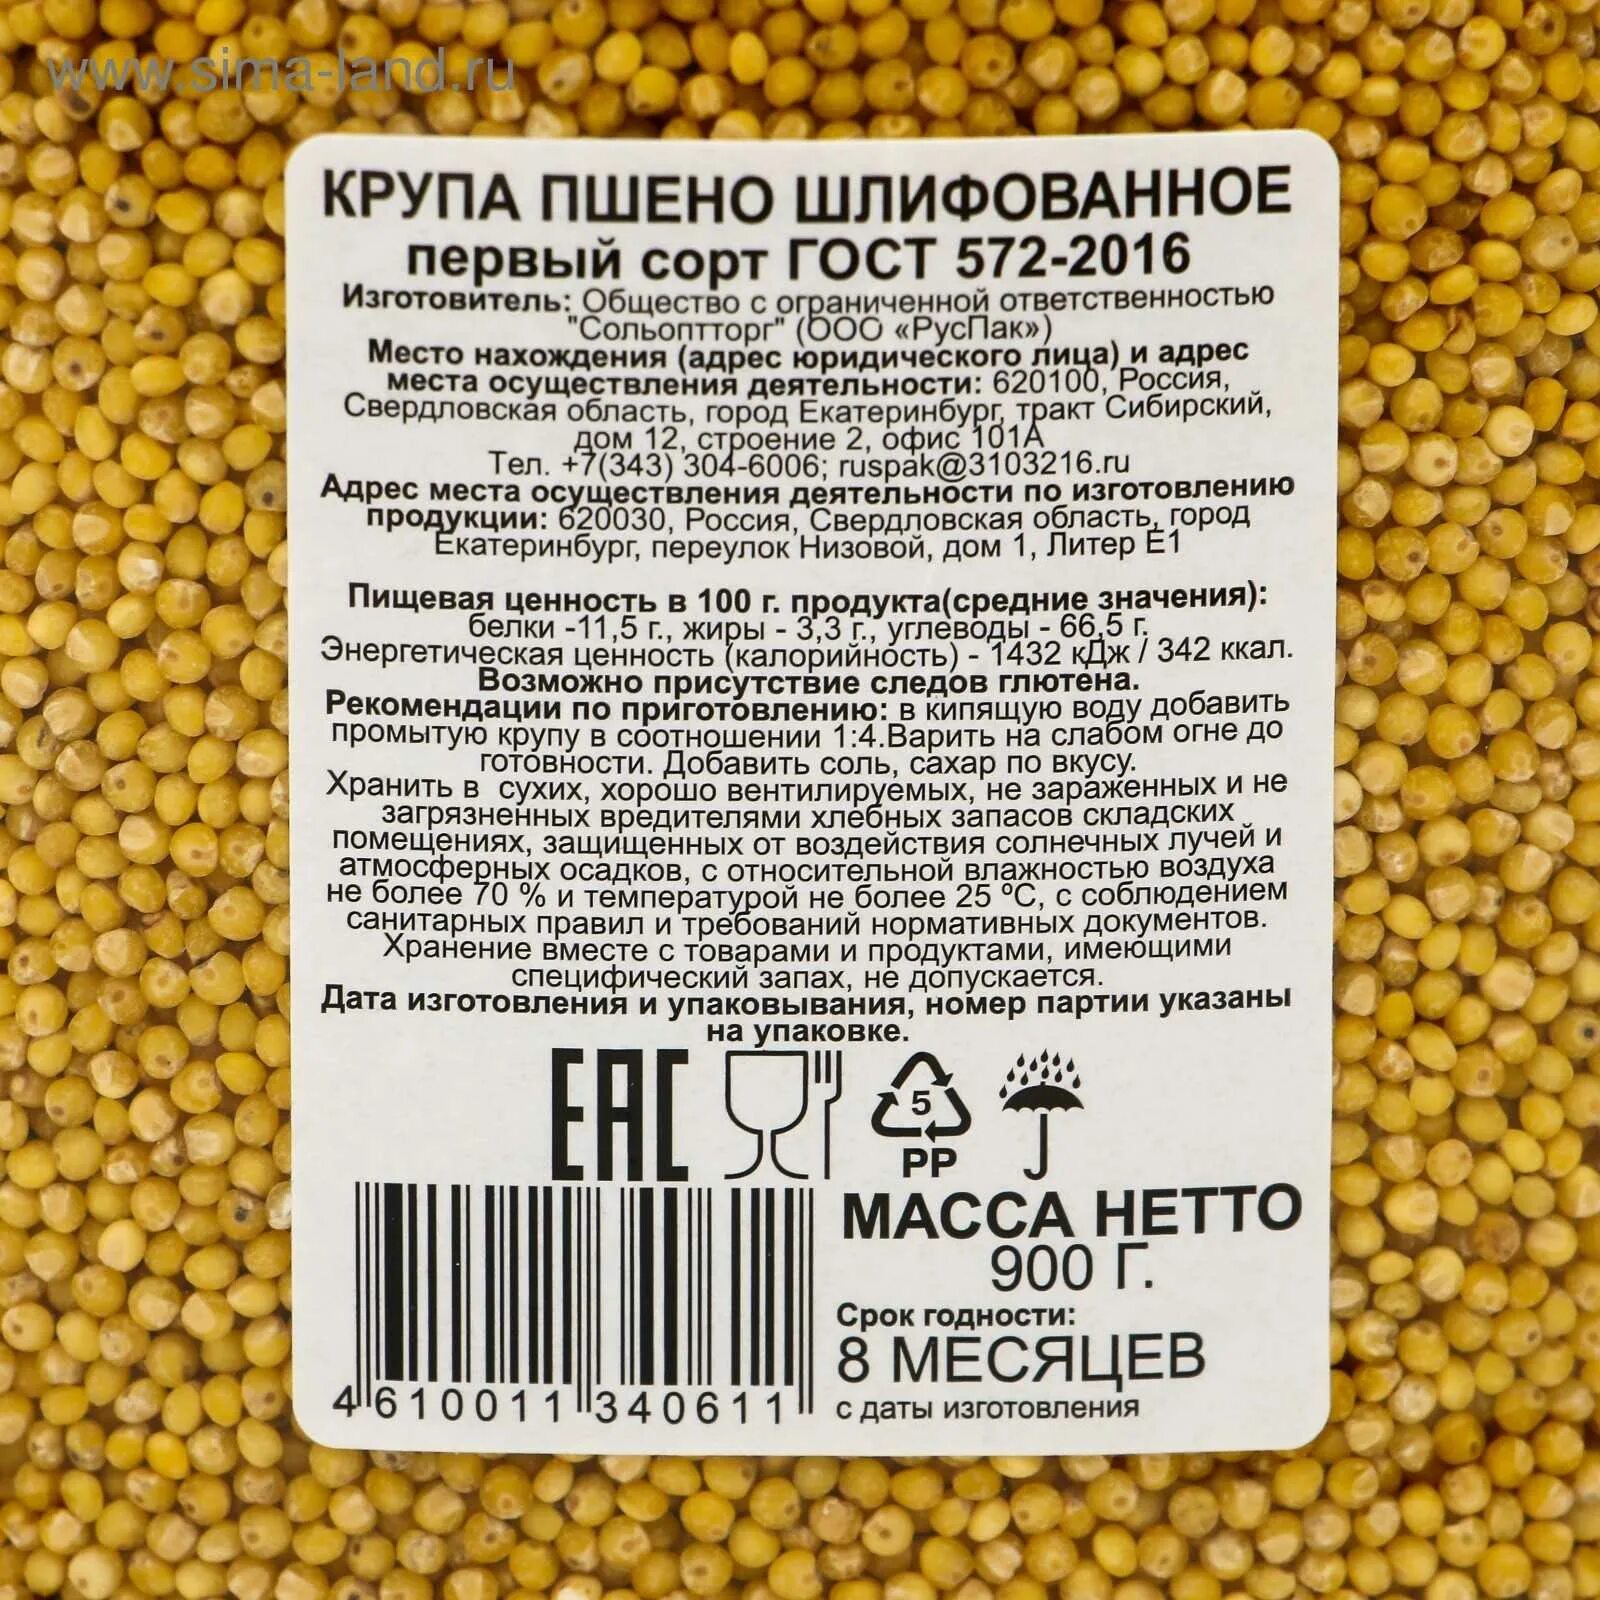 www.sima-land.ru
КРУПА ПШЕНО ШЛИФОВАННОЕ
первый сорт ГОСТ 572-2016
Изготовитель: Общество с ограниченной ответственностью
"Сольоптторг" (ООО «РусПак»)
Место нахождения (адрес юридического лица) и адрес
места осуществления деятельности: 620100, Россия,
Свердловская область, город Екатеринбург, тракт Сибирский,
дом 12, строение 2, офис 101А
Тел. +7(343) 304-6006; ruspak@3103216.ru
Адрес места осуществления деятельности по изготовлению
продукции: 620030, Россия, Свердловская область, город
Екатеринбург, переулок Низовой, дом 1, Литер Е1
Пищевая ценность в 100 г. продукта(средние значения):
белки -11,5 г., жиры - 3,3 г., углеводы - 66,5 г.
Энергетическая ценность (калорийность) - 1432 кДж / 342 ккал.
Возможно присутствие следов глютена.
Рекомендации по приготовлению: в кипящую воду добавить
промытую крупу в соотношении 1:4.Варить на слабом огне до
готовности. Добавить соль, сахар по вкусу.
Хранить в сухих, хорошо вентилируемых, не зараженных и не
загрязненных вредителями хлебных запасов складских
помещениях, защищенных от воздействия солнечных лучей и
атмосферных осадков, с относительной влажностью воздуха
не более 70 % и температурой не более 25 ºС, с соблюдением
санитарных правил и требований нормативных документов.
Хранение вместе с товарами и продуктами, имеющими
специфический запах, не допускается.
Дата изготовления и упаковывания, номер партии указаны
на упаковке.
ЕАС
5
PP
МАССА НЕТТО
900 Г.
Срок годности:
8 МЕСЯЦЕВ
с даты изготовления
4 610011 340611